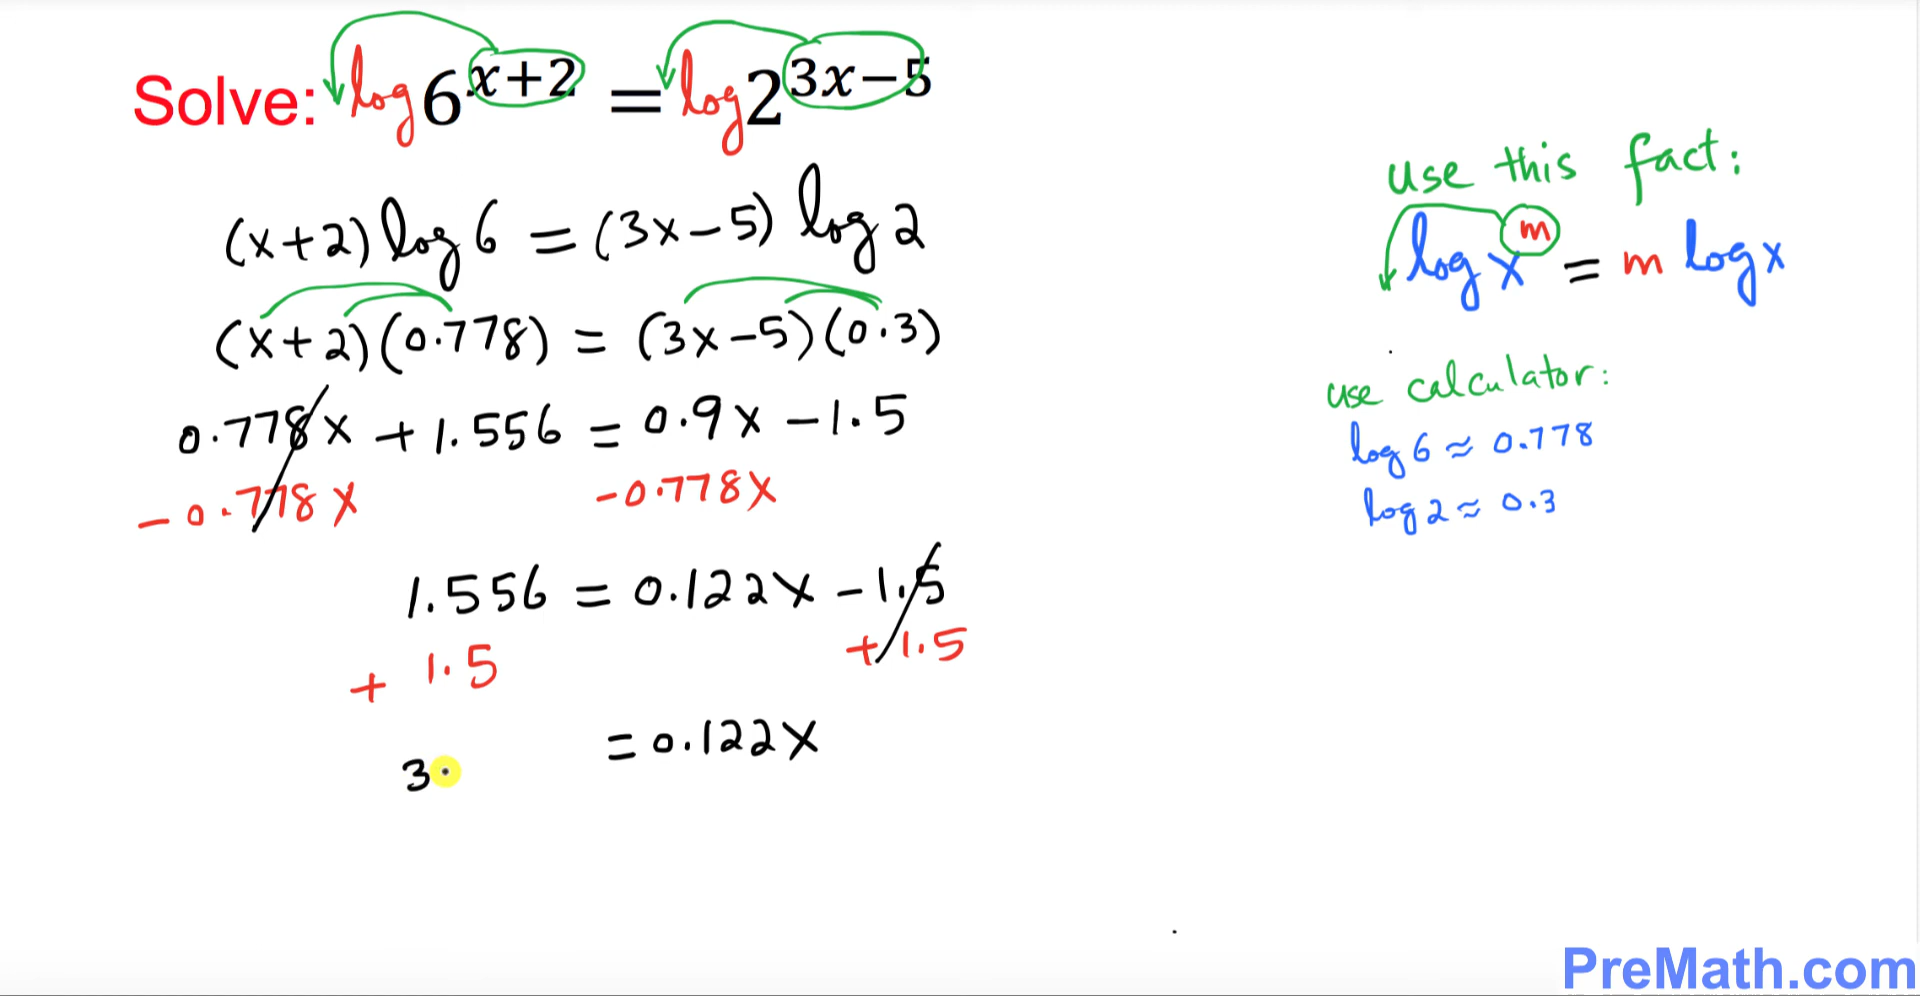 Solve: log 6^{x+2} = log 2^{3x-5}
(x+2) log 6 = (3x-5) log 2
(x+2)(0.778) = (3x-5)(0.3)
0.778x + 1.556 = 0.9x - 1.5
- 0.778x - 0.778x
1.556 = 0.122x - 1.5
+ 1.5 + 1.5
3. = 0.122x
use this fact:
log x^m = m log x
use calculator:
log 6 ≈ 0.778
log 2 ≈ 0.3
PreMath.com